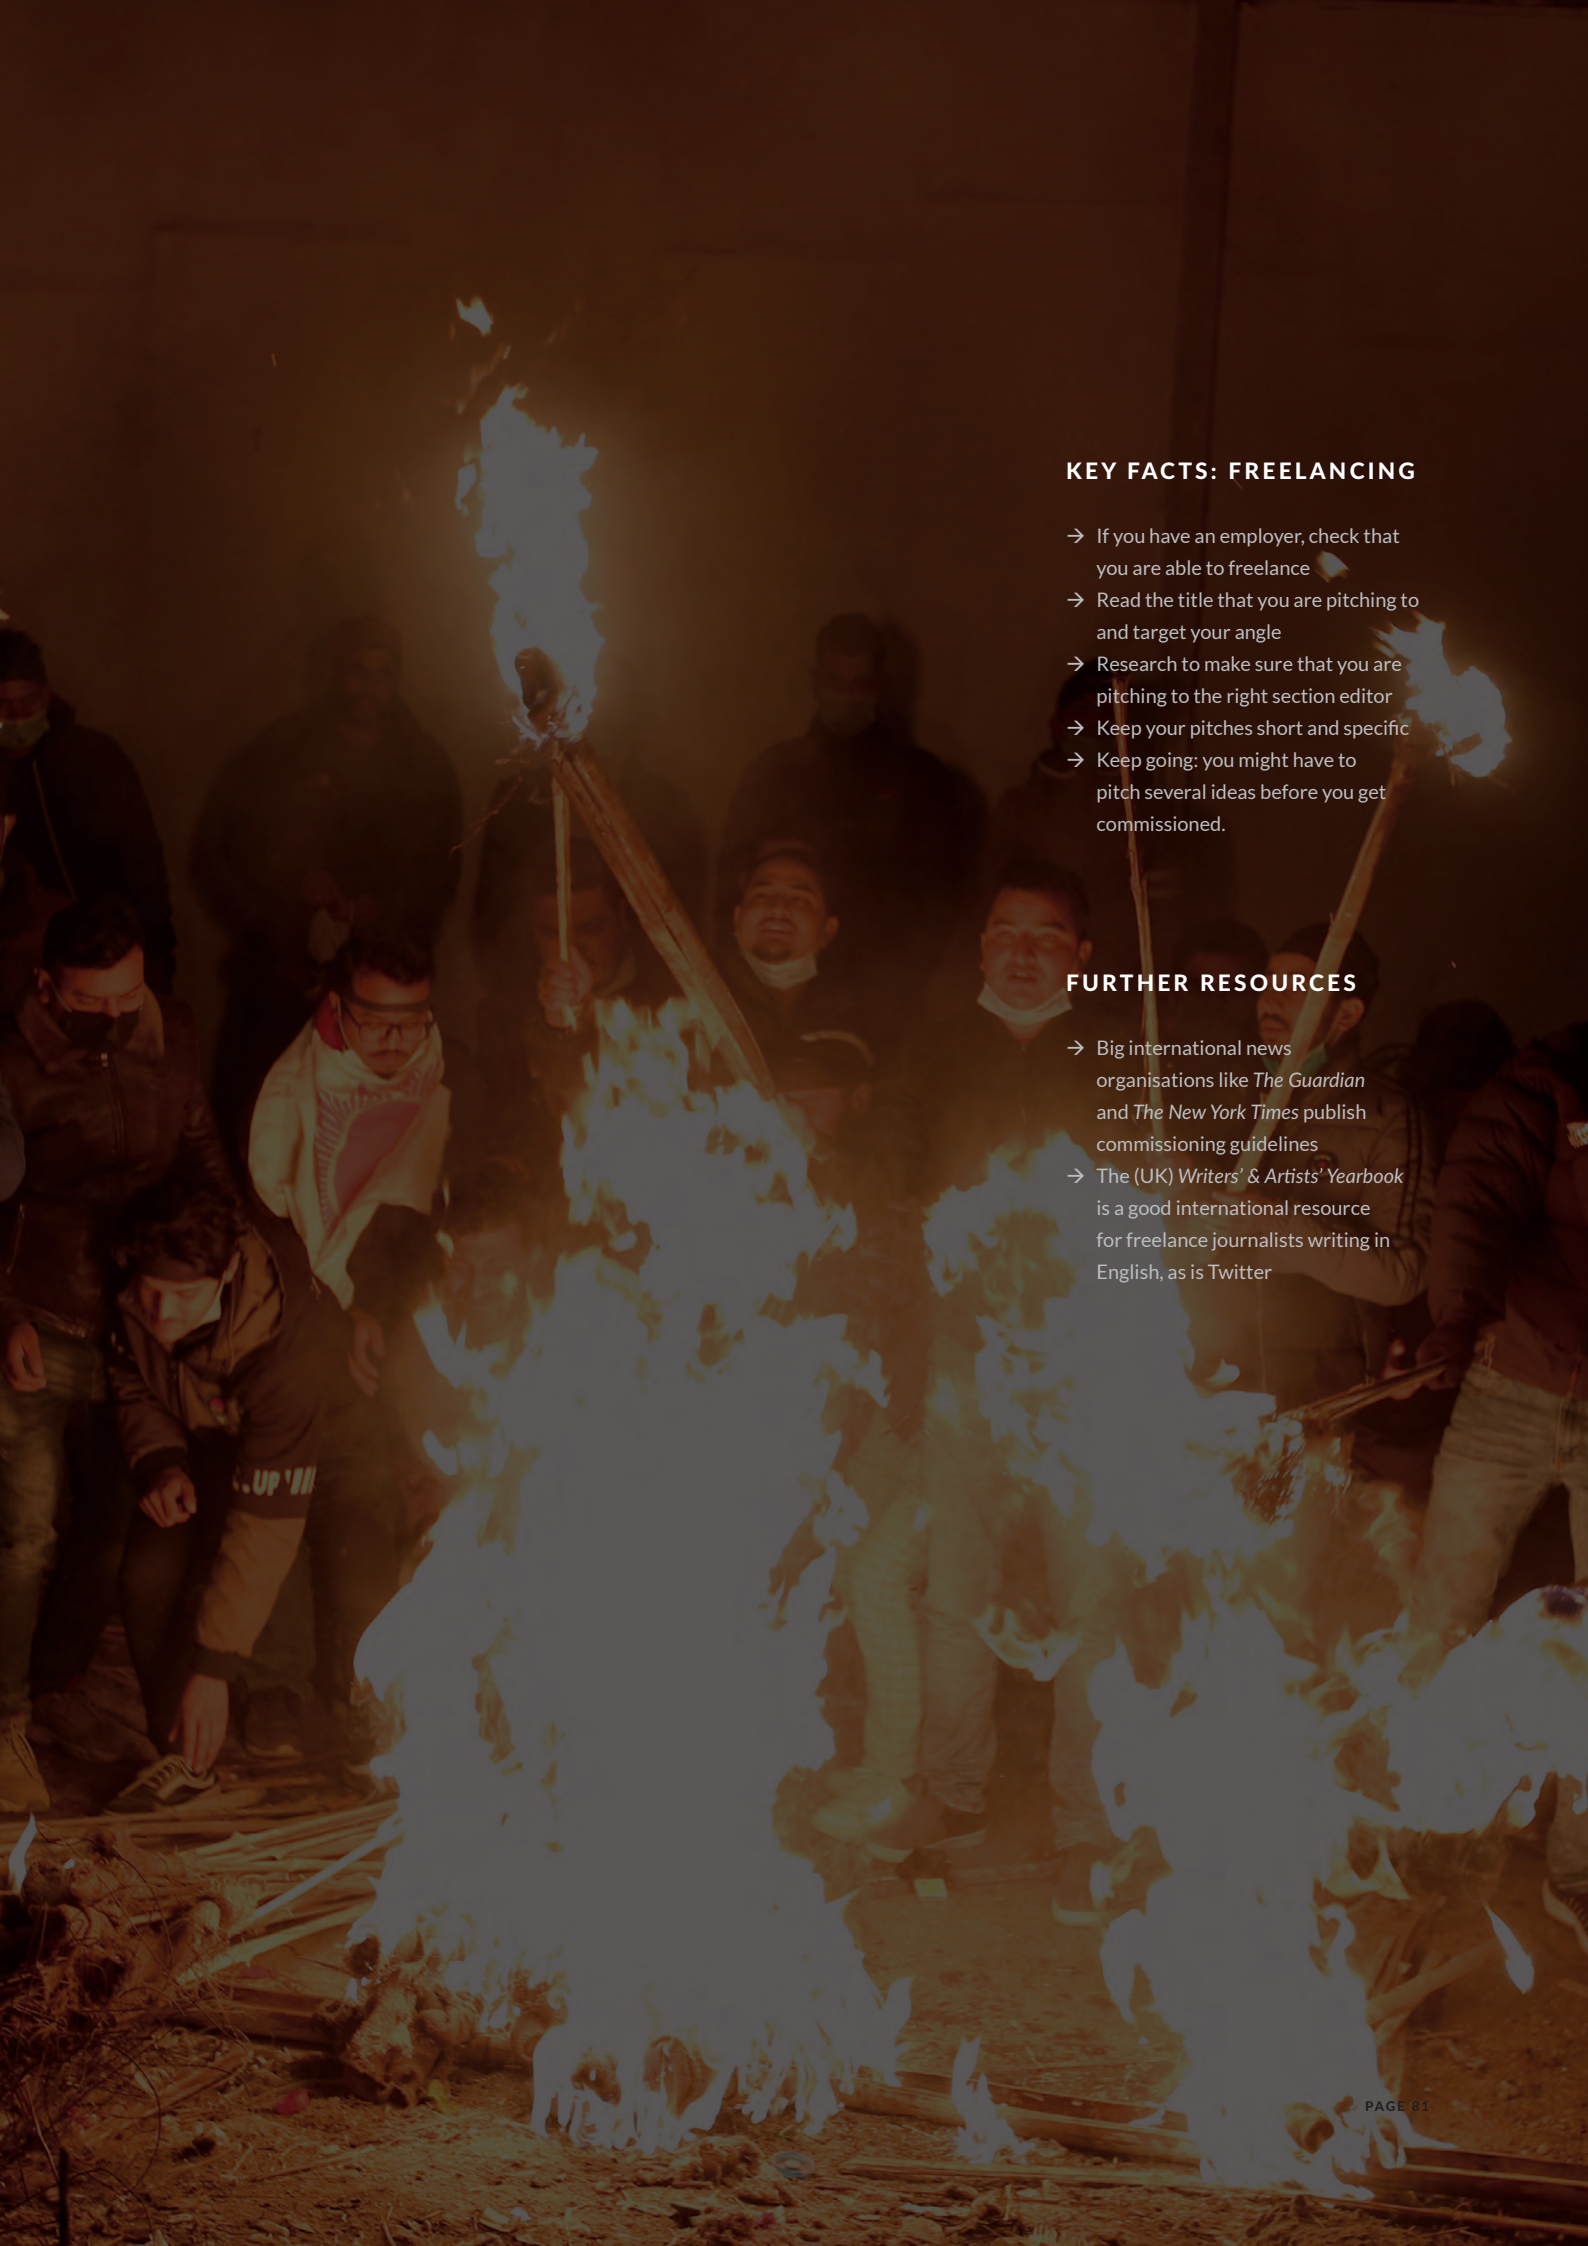 KEY FACTS: FREELANCING
→ If you have an employer, check that
you are able to freelance
→ Read the title that you are pitching to
and target your angle
→ Research to make sure that you are
pitching to the right section editor
→ Keep your pitches short and specific
→ Keep going: you might have to
pitch several ideas before you get
commissioned.
FURTHER RESOURCES
→ Big international news
organisations like The Guardian
and The New York Times publish
commissioning guidelines
→ The (UK) Writers’ & Artists’ Yearbook
is a good international resource
for freelance journalists writing in
English, as is Twitter
UP
PAGE 81